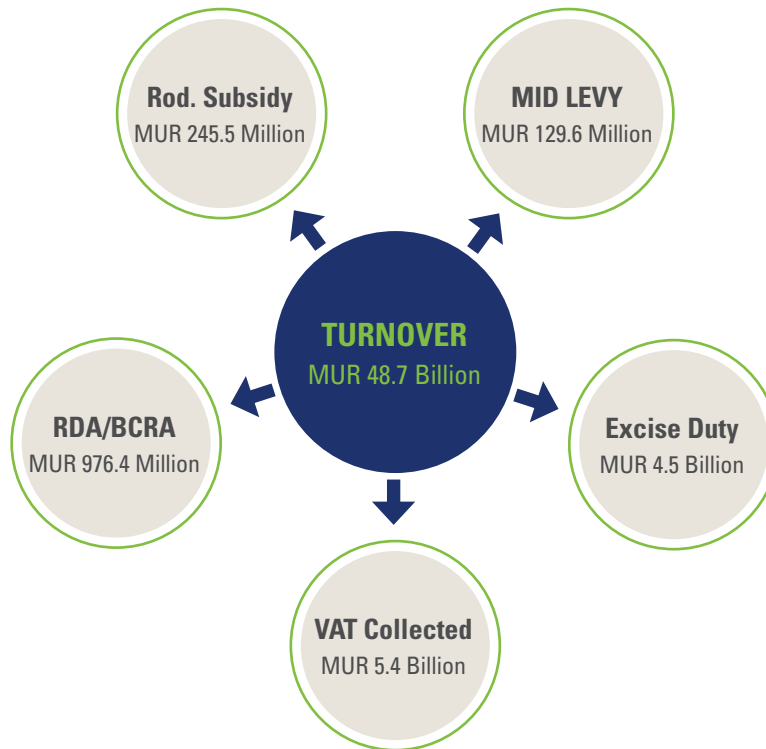 Rod. Subsidy
MUR 245.5 Million
MID LEVY
MUR 129.6 Million
TURNOVER
MUR 48.7 Billion
RDA/BCRA
MUR 976.4 Million
Excise Duty
MUR 4.5 Billion
VAT Collected
MUR 5.4 Billion